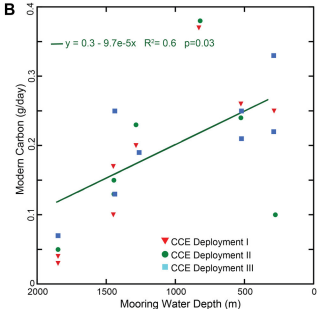 B
0.4
y = 0.3 - 9.7e-5x R²= 0.6 p=0.03
0.3
0.2
0.1
0
Modern Carbon (g/day)
CCE Deployment I
CCE Deployment II
CCE Deployment III
2000 1500 1000 500 0
Mooring Water Depth (m)